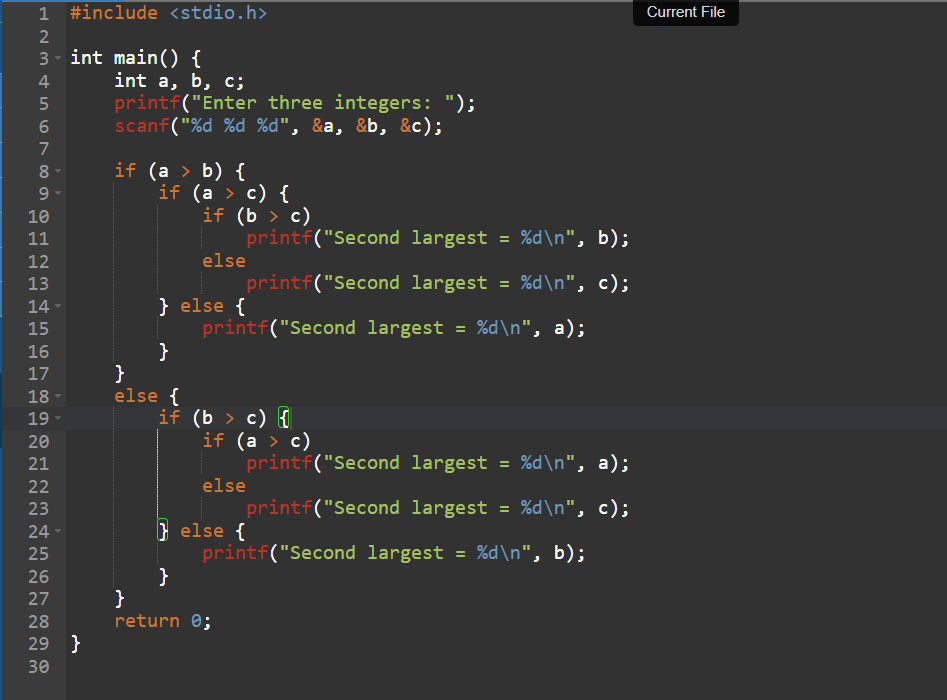 Current File
1 #include <stdio.h>
2
3 int main() {
4     int a, b, c;
5     printf("Enter three integers: ");
6     scanf("%d %d %d", &a, &b, &c);
7
8     if (a > b) {
9         if (a > c) {
10             if (b > c)
11                 printf("Second largest = %d\n", b);
12             else
13                 printf("Second largest = %d\n", c);
14         } else {
15             printf("Second largest = %d\n", a);
16         }
17     }
18     else {
19         if (b > c) {
20             if (a > c)
21                 printf("Second largest = %d\n", a);
22             else
23                 printf("Second largest = %d\n", c);
24         } else {
25             printf("Second largest = %d\n", b);
26         }
27     }
28     return 0;
29 }
30